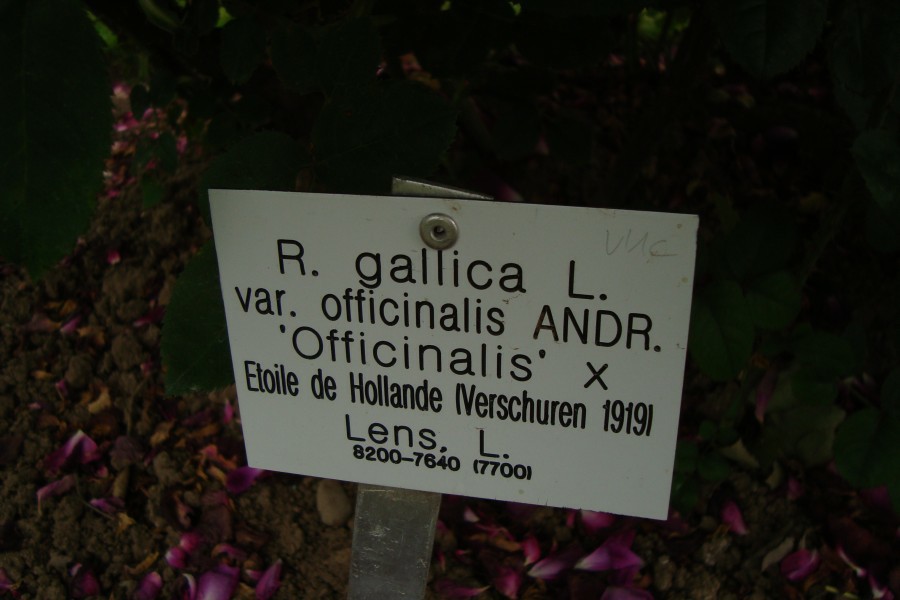 R. gallica L.
var. officinalis ANDR.
'Officinalis' x
Etoile de Hollande (Verschuren 1919)
Lens, L.
8200-7640 (7700)